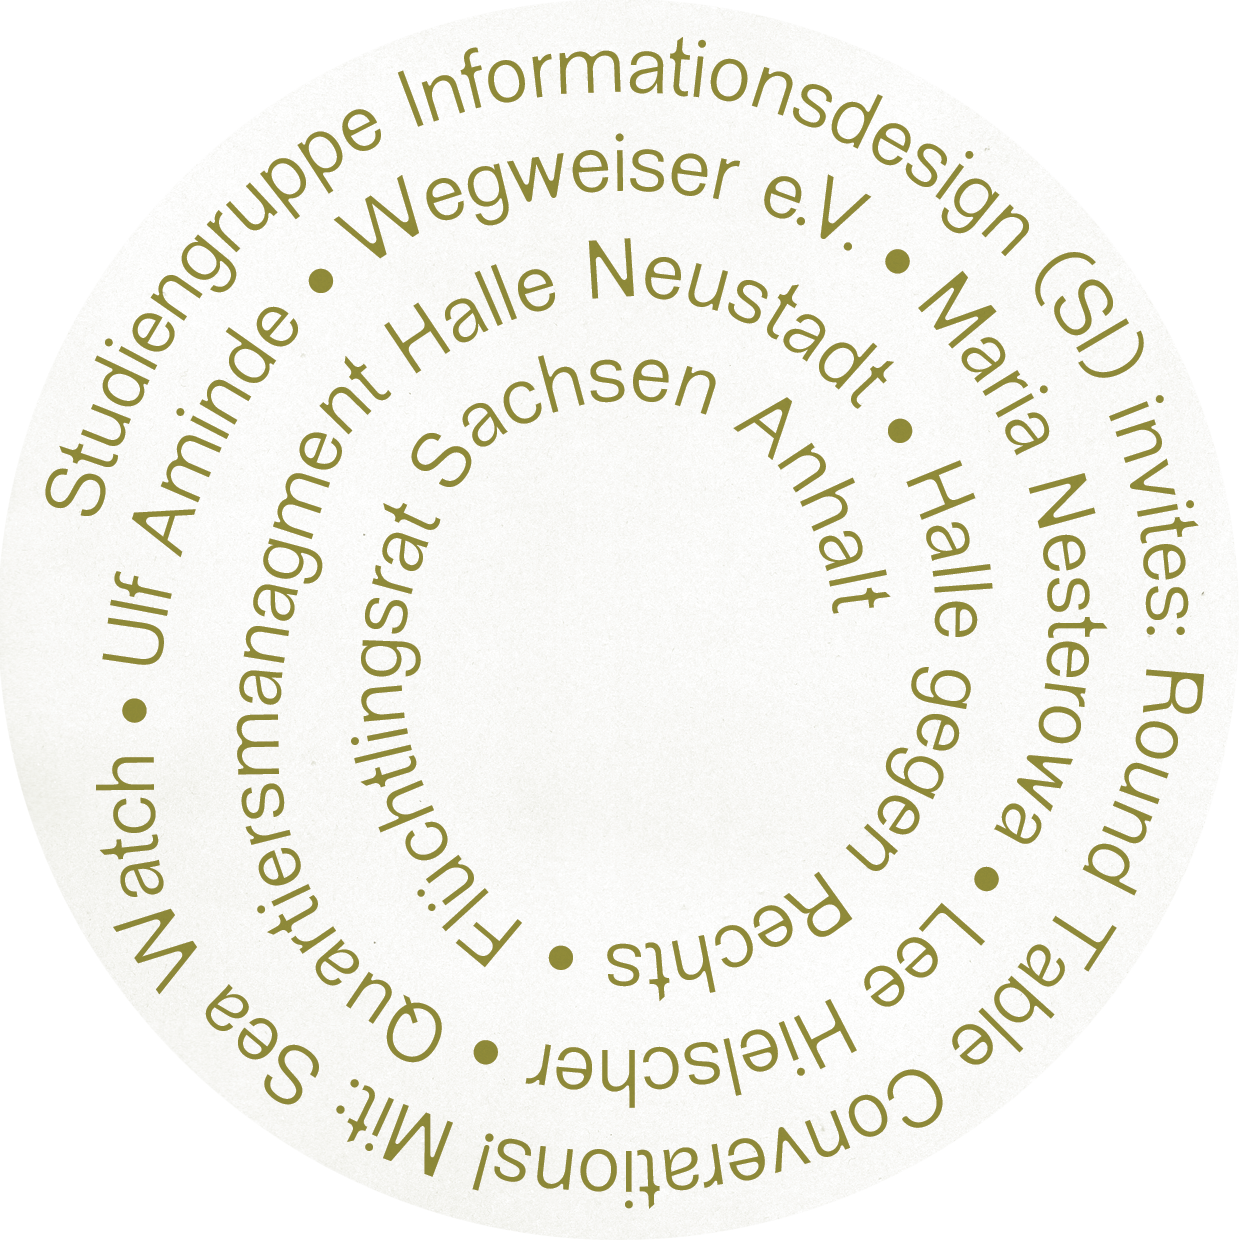 Studiengruppe Informationsdesign (SI) invites: Round Table Converations! Mit: Sea Watch • Ulf Aminde • Wegweiser e.V. • Maria Nesterowa • Lee Hielscher • Quartiersmanagment Halle Neustadt • Halle gegen Rechts • Flüchtlingsrat Sachsen Anhalt